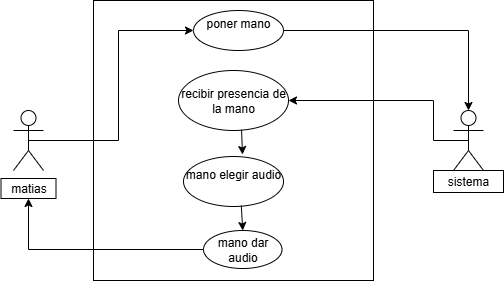 poner mano
recibir presencia de
la mano
mano elegir audio
matias
sistema
mano dar
audio